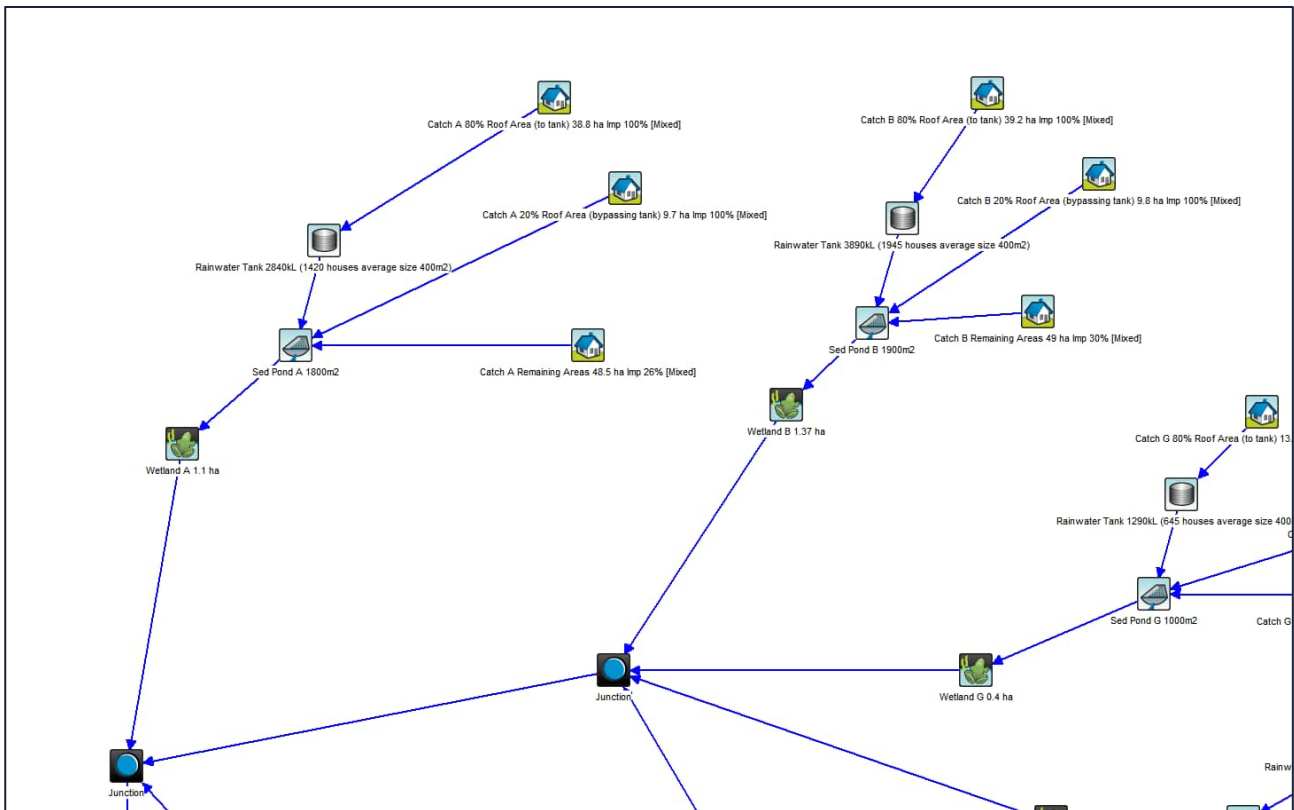 Catch A 80% Roof Area (to tank) 38.8 ha Imp 100% [Mixed]
Catch B 80% Roof Area (to tank) 39.2 ha Imp 100% [Mixed]
Catch A 20% Roof Area (bypassing tank) 9.7 ha Imp 100% [Mixed]
Catch B 20% Roof Area (bypassing tank) 9.8 ha Imp 100% [Mixed]
Rainwater Tank 2840kL (1420 houses average size 400m2)
Rainwater Tank 3890kL (1945 houses average size 400m2)
Sed Pond A 1800m2
Catch A Remaining Areas 48.5 ha Imp 26% [Mixed]
Sed Pond B 1900m2
Catch B Remaining Areas 49 ha Imp 30% [Mixed]
Wetland A 1.1 ha
Wetland B 1.37 ha
Catch G 80% Roof Area (to tank) 13.
Rainwater Tank 1290kL (645 houses average size 400
Sed Pond G 1000m2
Catch G
Wetland G 0.4 ha
Junction
Junction
Rainw